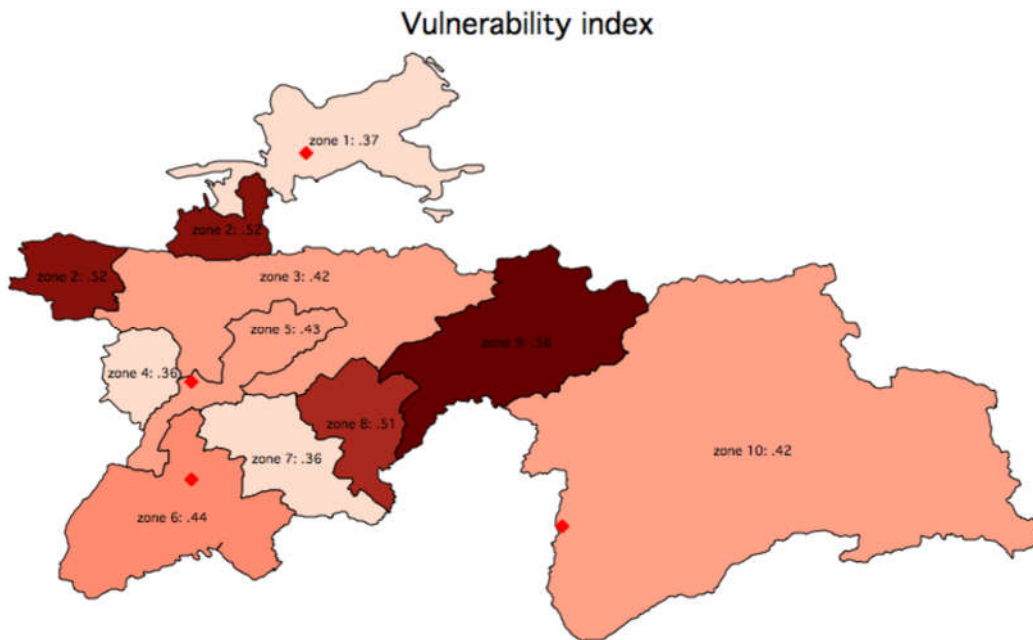 Vulnerability index
zone 1: .37
zone 2: .52
zone 2: .52
zone 3: .42
zone 5: .43
zone 9: .58
zone 4: .36
zone 8: .51
zone 7: .36
zone 10: .42
zone 6: .44